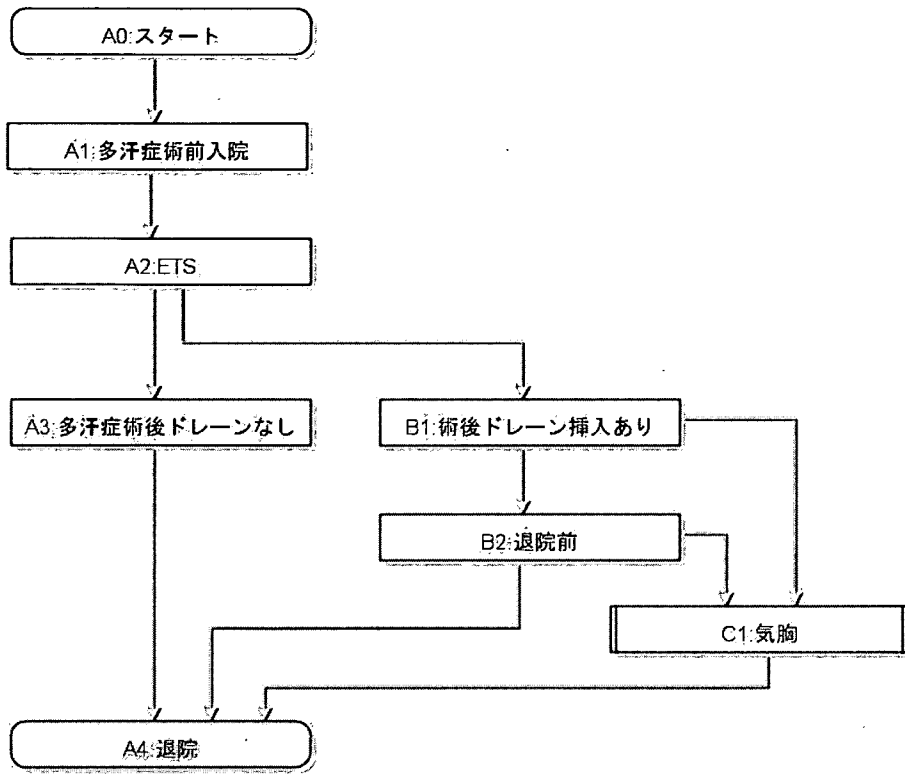 A0:スタート
A1:多汗症術前入院
A2:ETS
A3:多汗症術後ドレーンなし
B1:術後ドレーン挿入あり
B2:退院前
C1:気胸
A4:退院